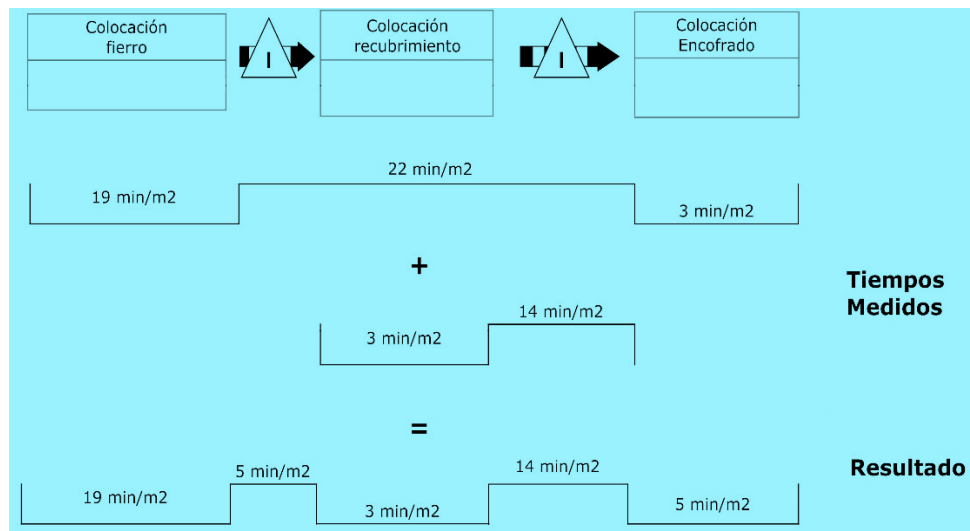 Colocación
fierro
I
Colocación
recubrimiento
I
Colocación
Encofrado
22 min/m2
19 min/m2
3 min/m2
+
Tiempos
Medidos
14 min/m2
3 min/m2
=
Resultado
5 min/m2
14 min/m2
19 min/m2
3 min/m2
5 min/m2